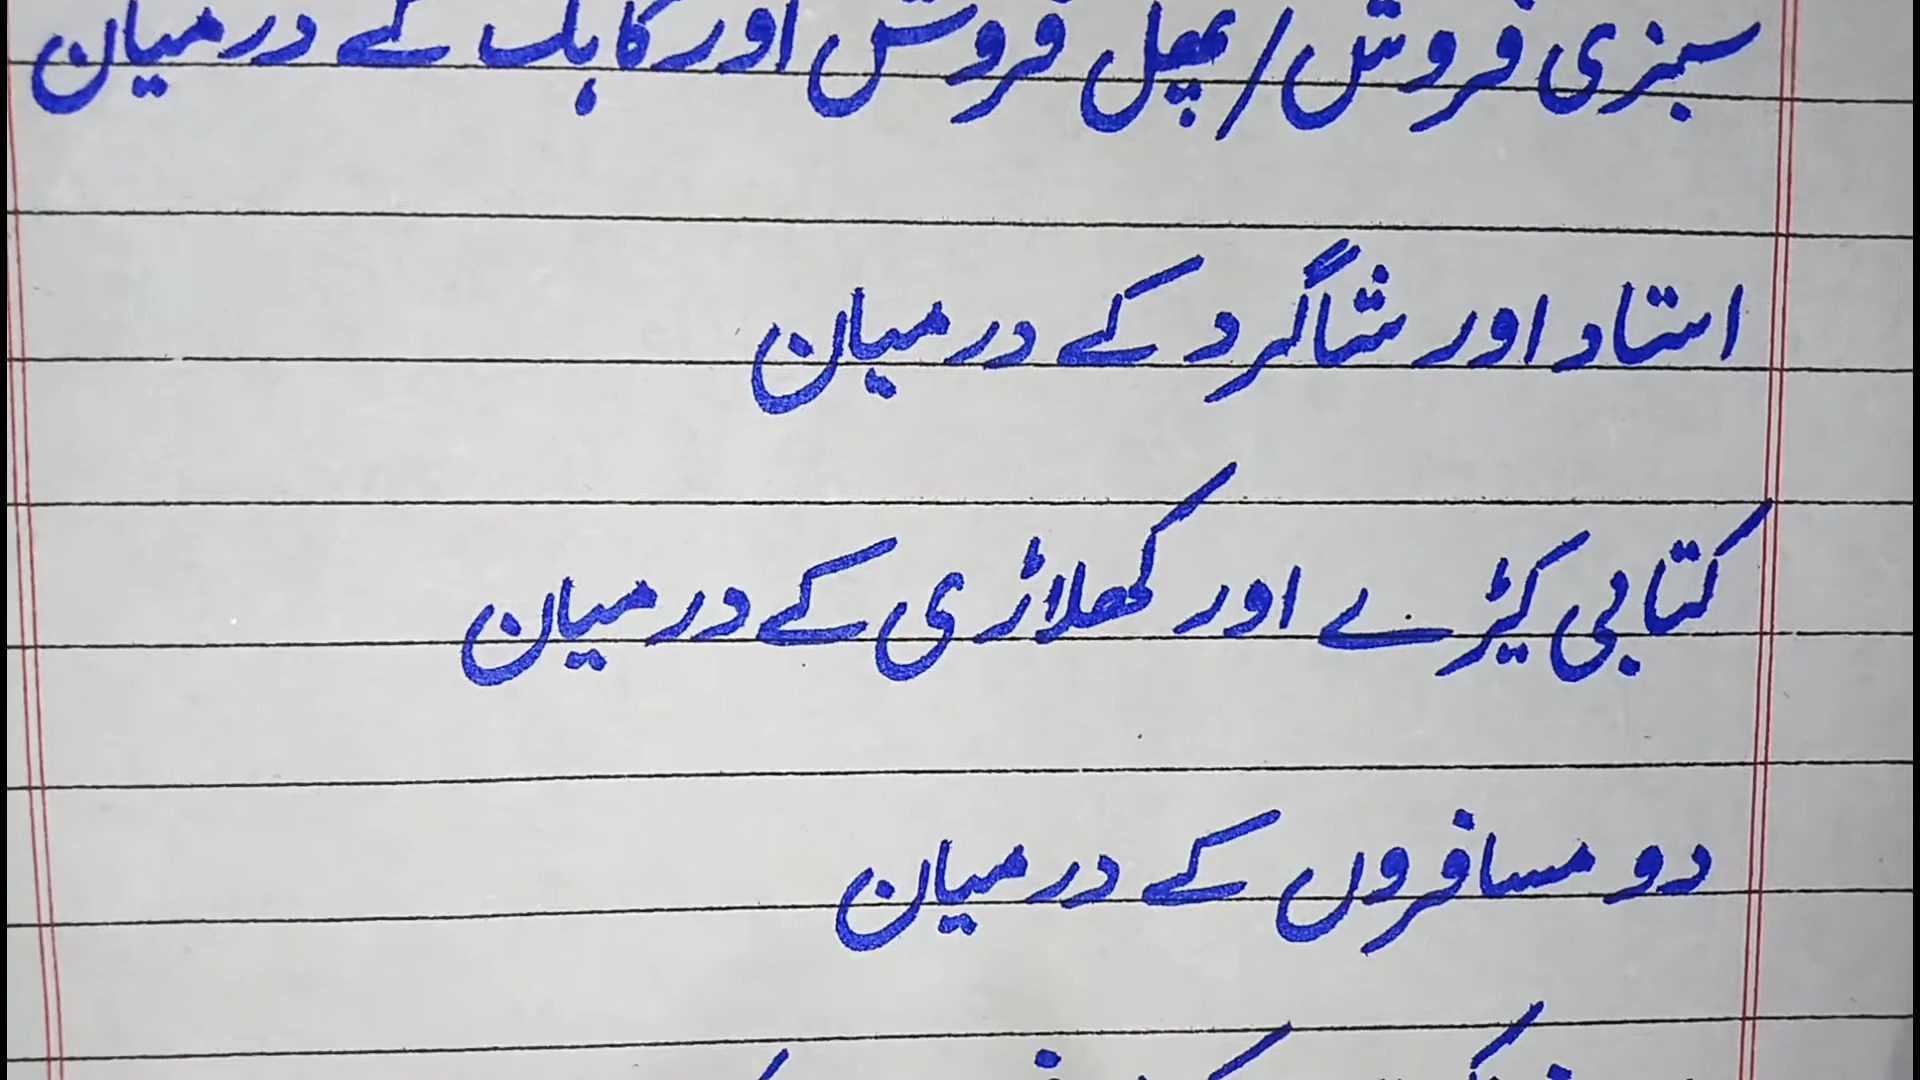 سبزی فروش/پھل فروش اور گاہک کے درمیان
استاد اور شاگرد کے درمیان
کتابی کیڑے اور کھلاڑی کے درمیان
دو مسافروں کے درمیان